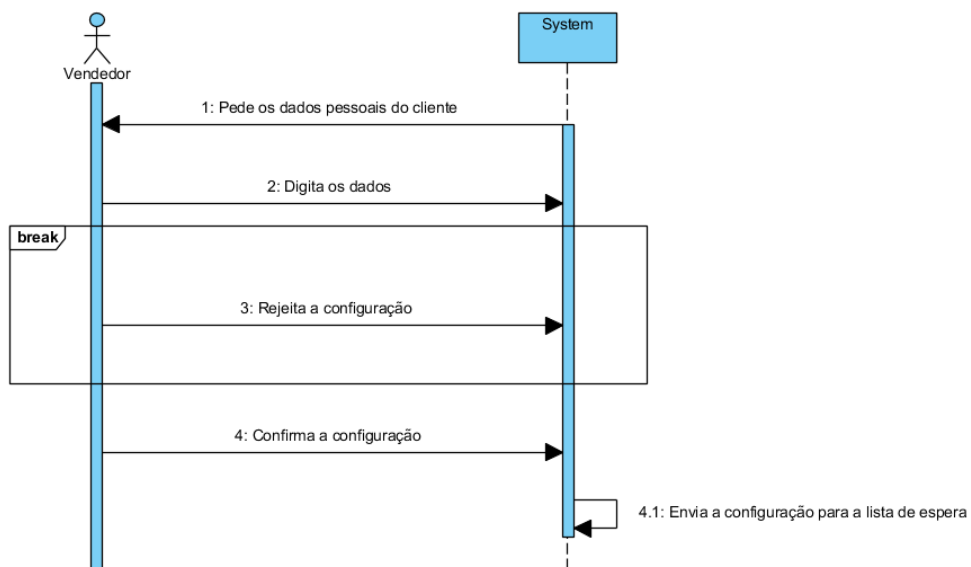 System
Vendedor
1: Pede os dados pessoais do cliente
2: Digita os dados
break
3: Rejeita a configuração
4: Confirma a configuração
4.1: Envia a configuração para a lista de espera